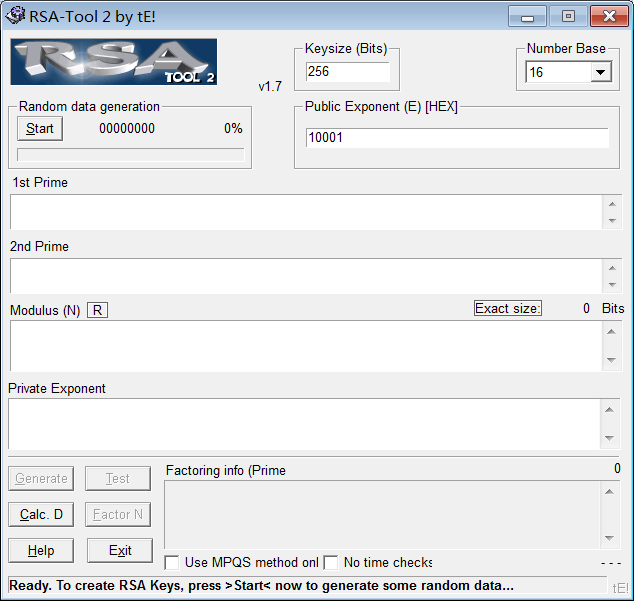 RSA-Tool 2 by tE!
RSA
TOOL 2
v1.7
Keysize (Bits)
256
Number Base
16
Random data generation
Start 00000000 0%
Public Exponent (E) [HEX]
10001
1st Prime
2nd Prime
Modulus (N) R Exact size: 0 Bits
Private Exponent
Generate Test
Calc. D Factor N
Help Exit
Factoring info (Prime 0
Use MPQS method onl No time checks - - -
Ready. To create RSA Keys, press >Start< now to generate some random data... tE!